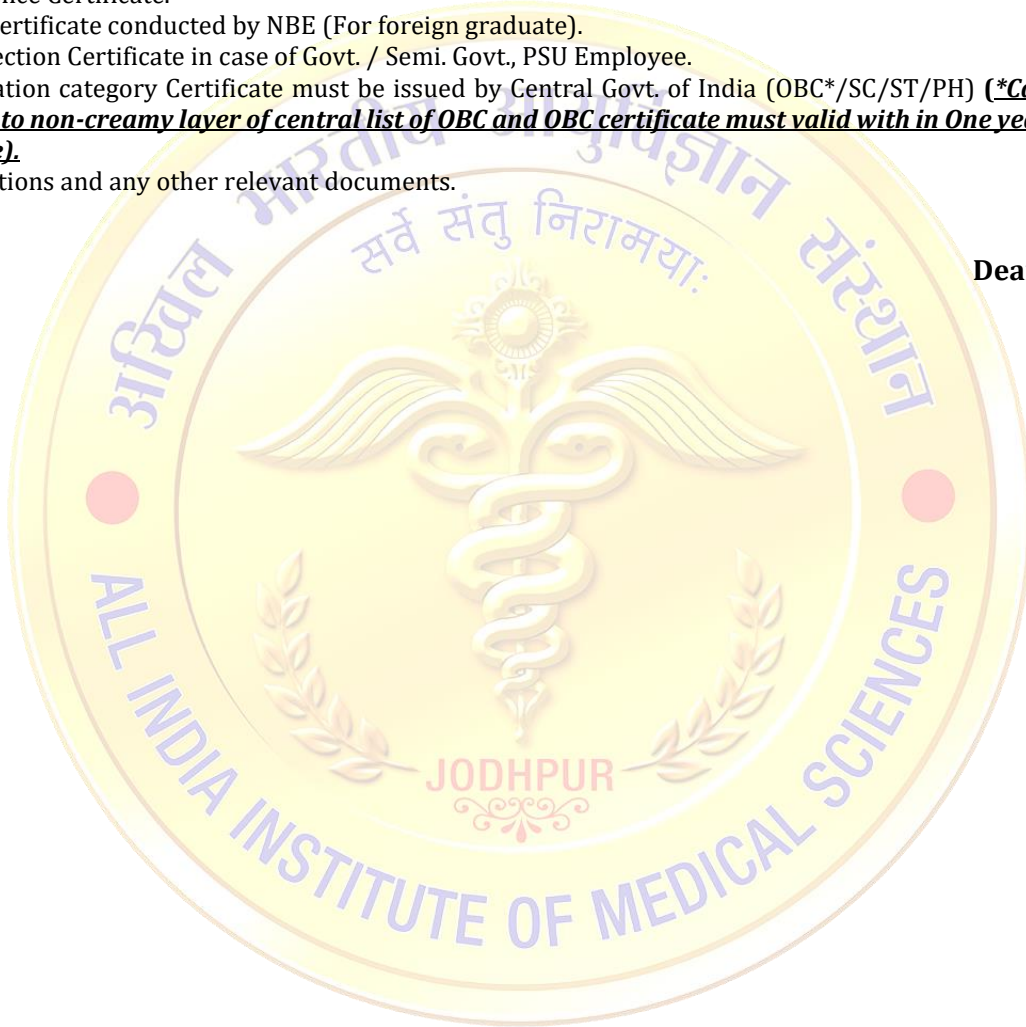 ertificate conducted by NBE (For foreign graduate).
ection Certificate in case of Govt. / Semi. Govt., PSU Employee.
ation category Certificate must be issued by Central Govt. of India (OBC*/SC/ST/PH) (*Ca
to non-creamy layer of central list of OBC and OBC certificate must valid with in One yea
e).
tions and any other relevant documents.
Dea
अखिल भारतीय आयुर्विज्ञान संस्थान
सर्वे संतु निरामयाः
JODHPUR
ALL INDIA INSTITUTE OF MEDICAL SCIENCES